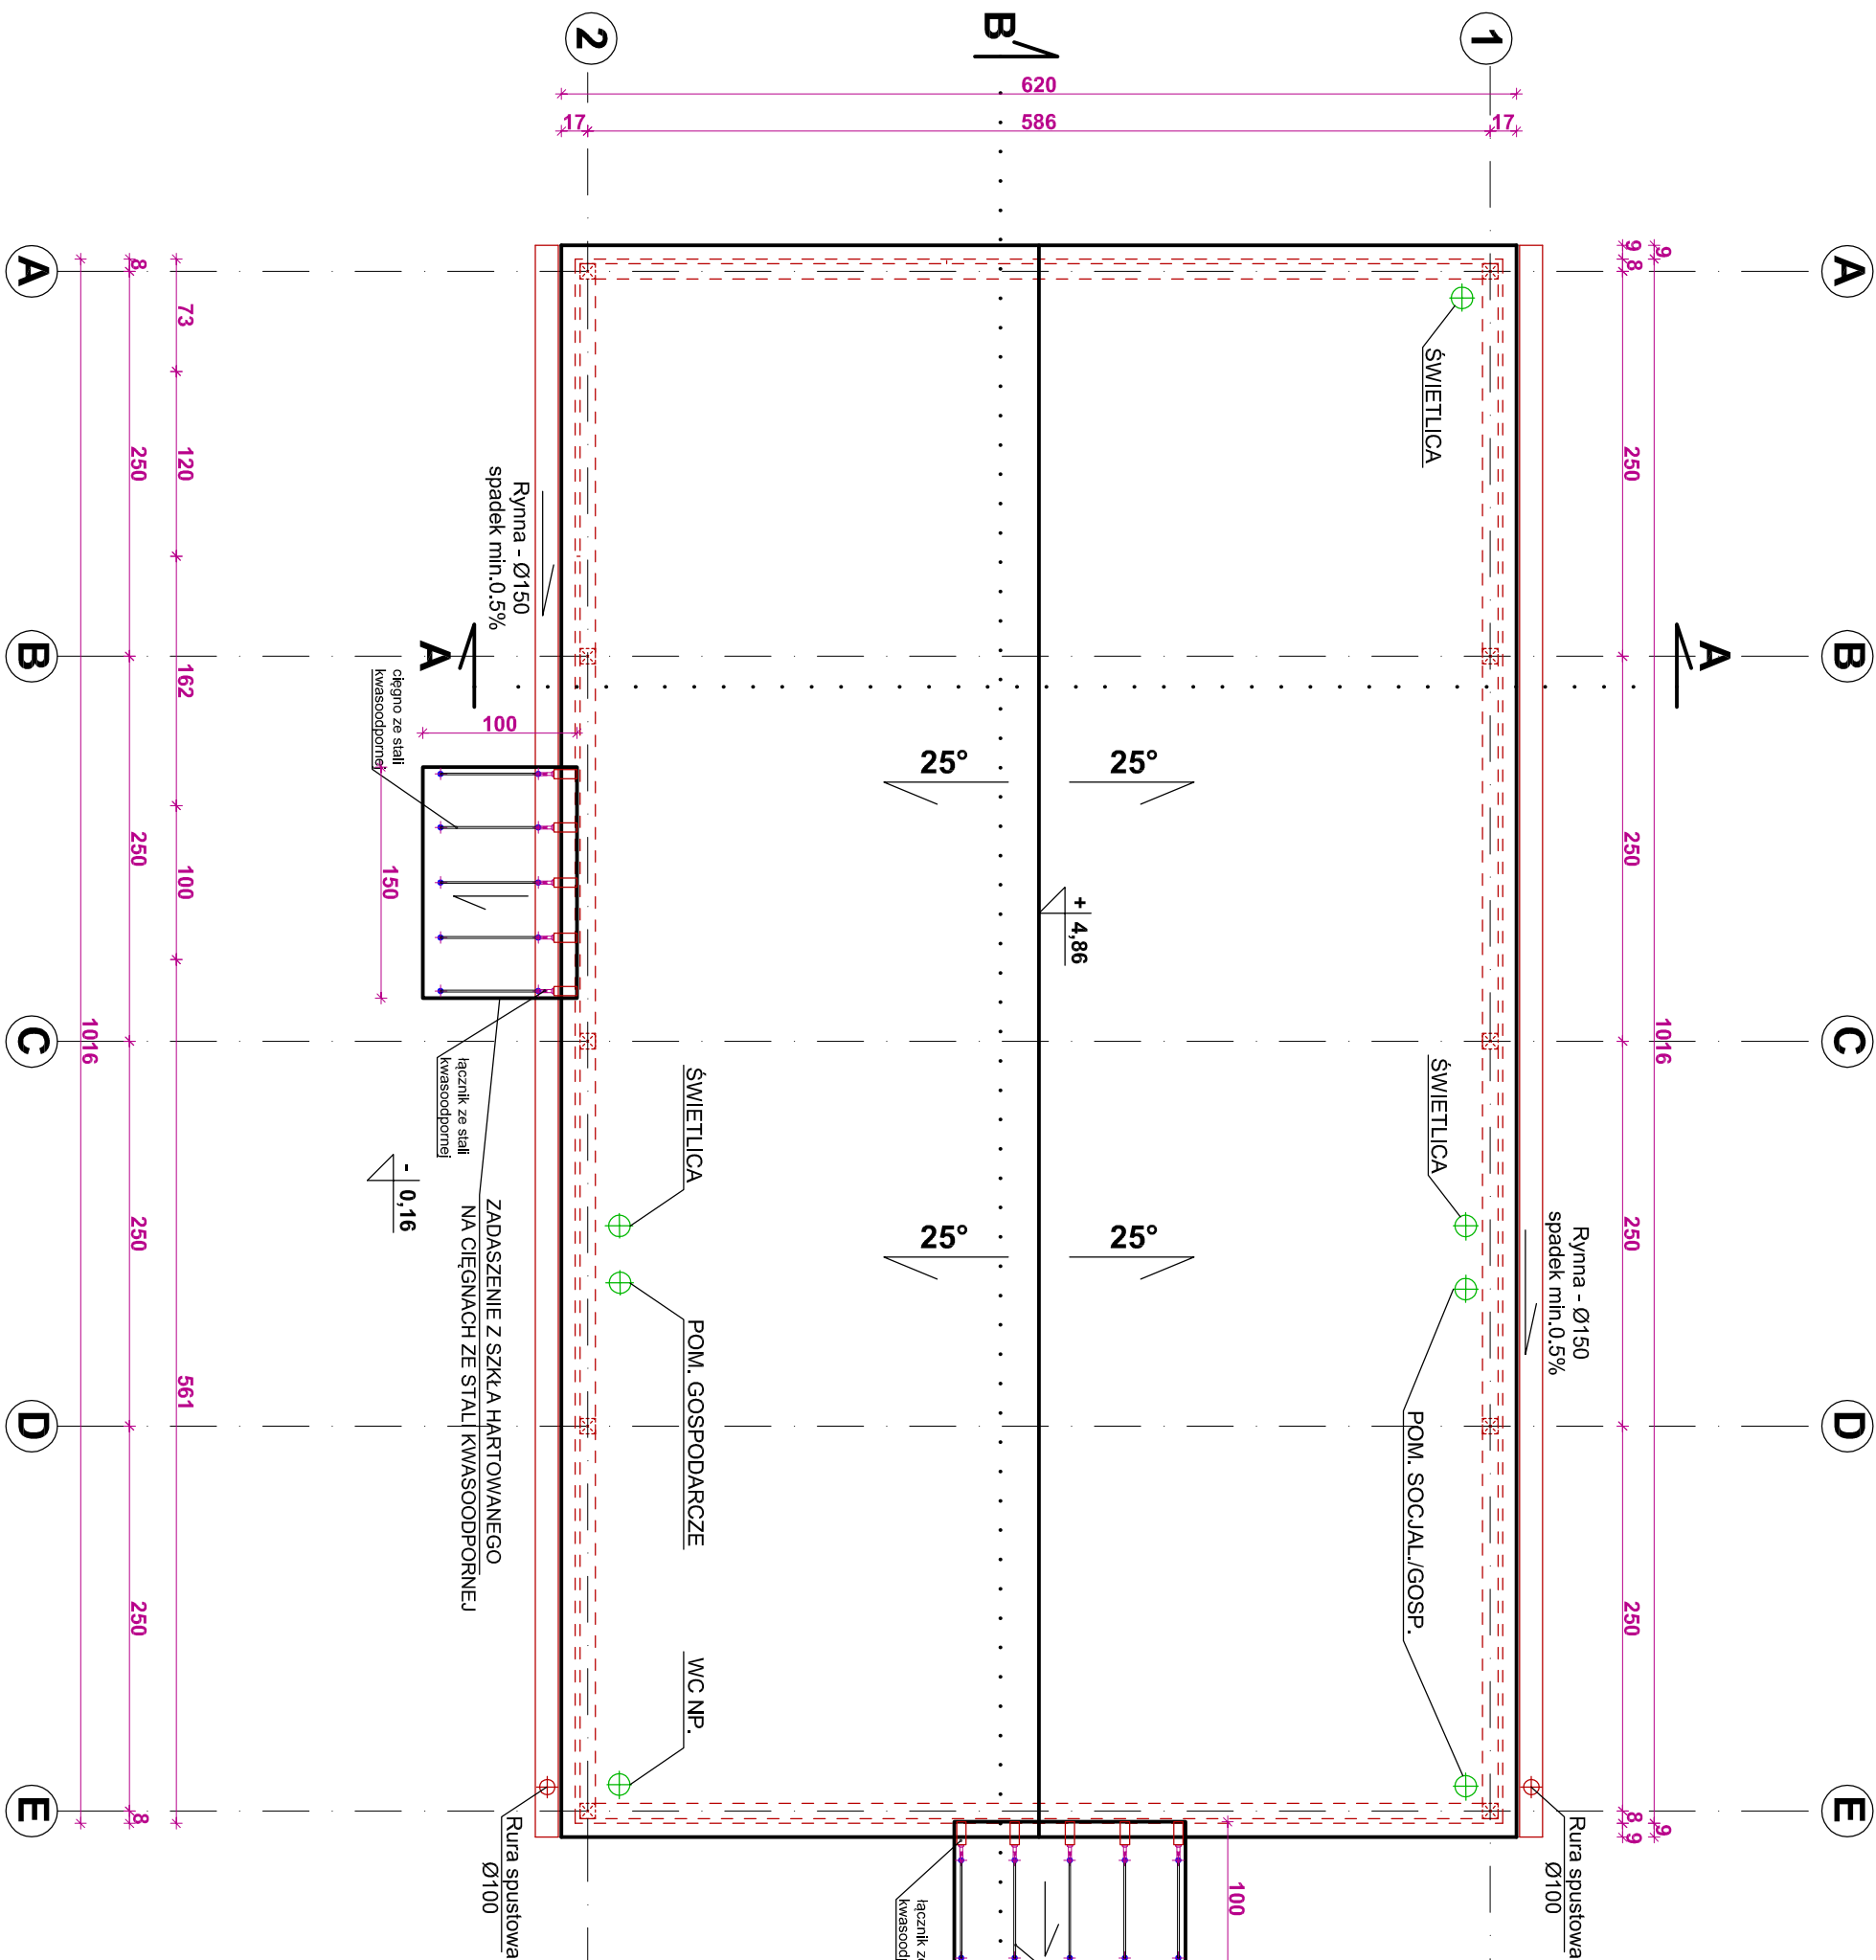 2
B
1
620
17
586
17
A
8
73
250
120
9
8
9
A
250
ŚWIETLICA
Rynna - Ø150
spadek min.0.5%
A
A
B
B
162
cięgno ze stali
kwasoodpornej
100
25°
25°
250
100
150
250
+ 4,86
C
1016
1016
C
łącznik ze stali
kwasoodpornej
- 0,16
ŚWIETLICA
ŚWIETLICA
250
25°
25°
250
Rynna - Ø150
spadek min.0.5%
ZADASZENIE Z SZKŁA HARTOWANEGO
NA CIĘGNACH ZE STALI KWASOODPORNEJ
POM. GOSPODARCZE
POM. SOCJAL./GOSP.
561
D
D
250
250
WC NP.
E
8
8
9
9
E
Rura spustowa
Ø100
Rura spustowa
Ø100
100
łącznik ze